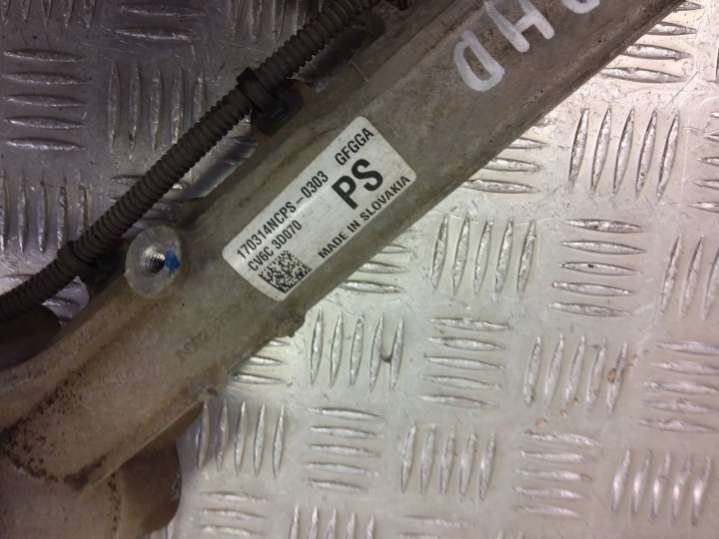 170314NCPS-0303 GFGGA
CV6C 3D070
PS
MADE IN SLOVAKIA